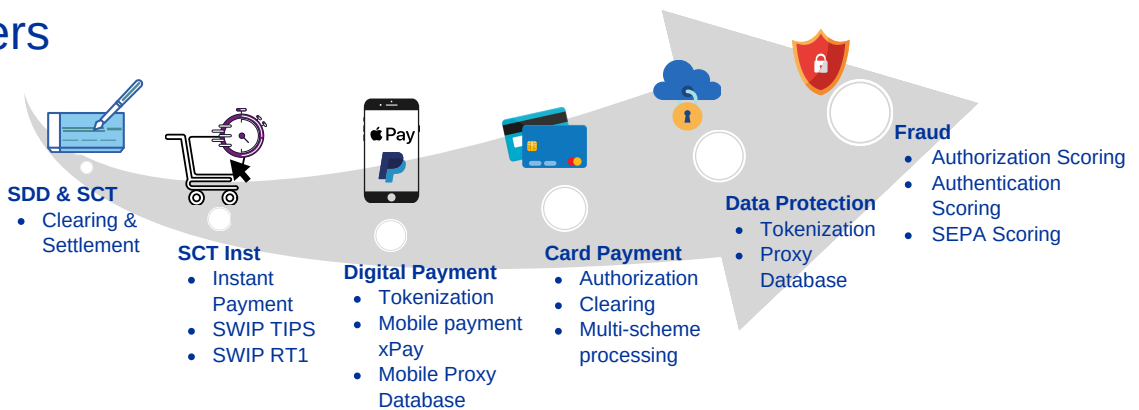 ers
Pay
SDD & SCT
• Clearing &
Settlement
SCT Inst
• Instant
Payment
• SWIP TIPS
• SWIP RT1
Digital Payment
• Tokenization
• Mobile payment
xPay
• Mobile Proxy
Database
Card Payment
• Authorization
• Clearing
• Multi-scheme
processing
Data Protection
• Tokenization
• Proxy
Database
Fraud
• Authorization Scoring
• Authentication
Scoring
• SEPA Scoring